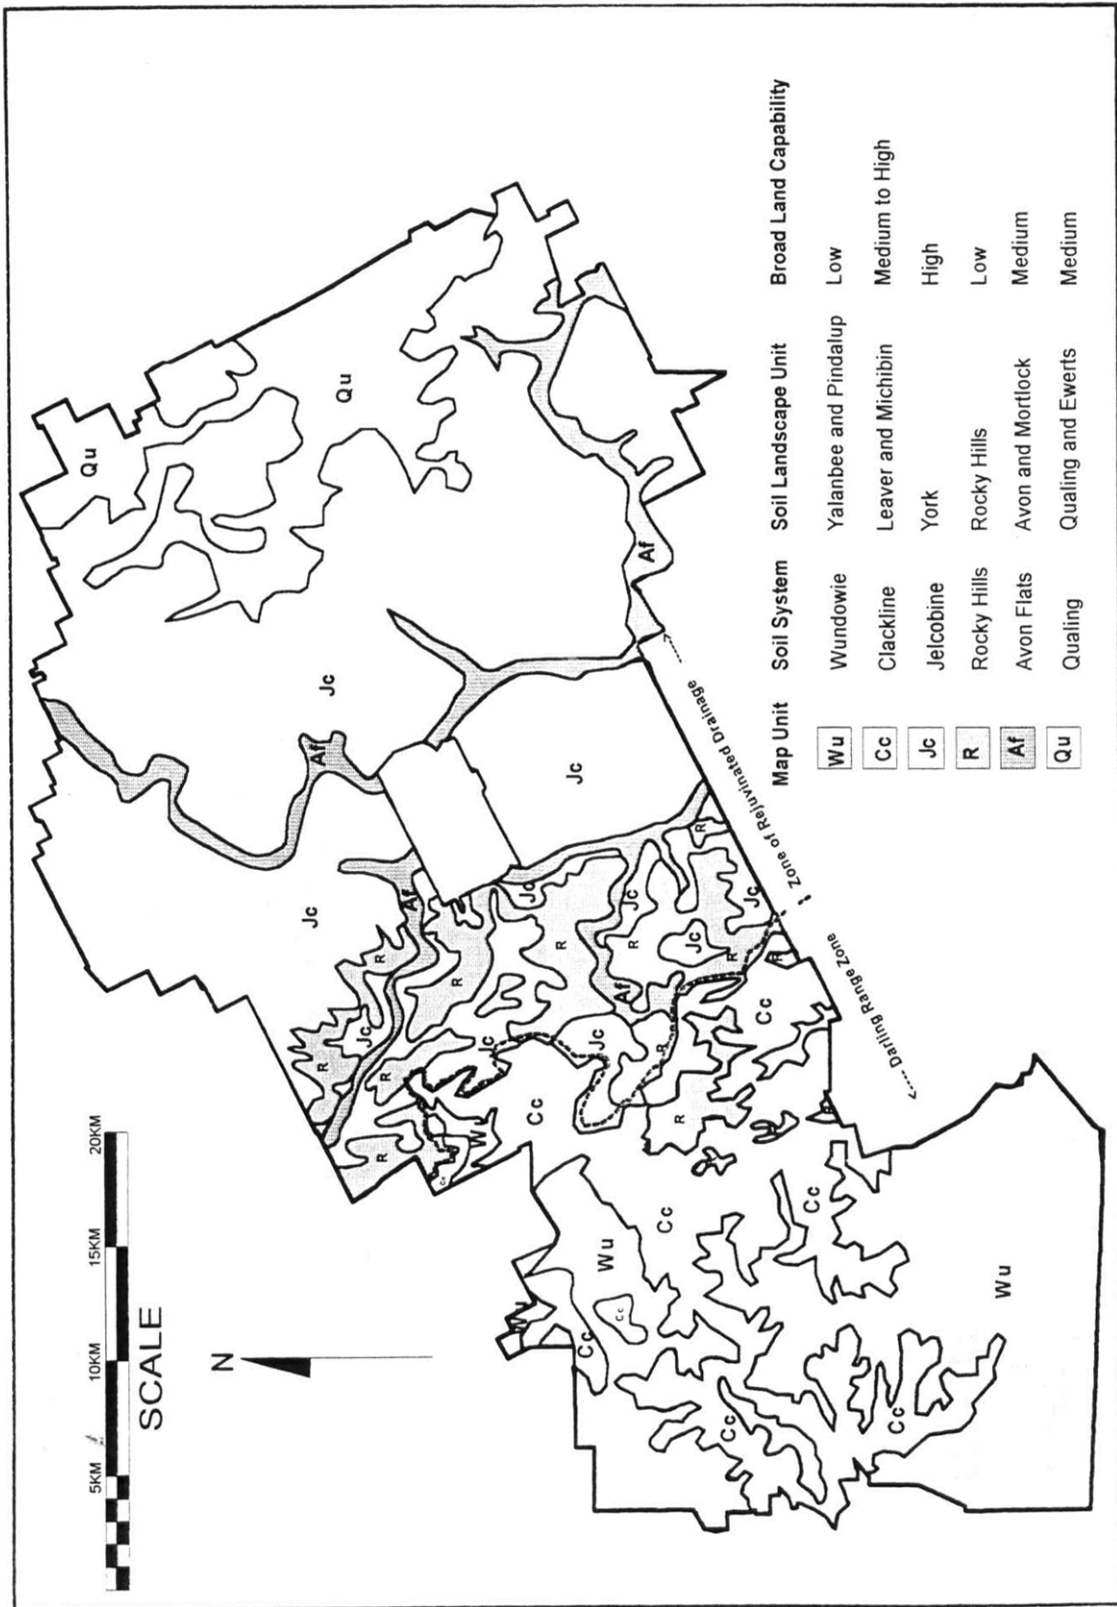 5KM 10KM 15KM 20KM
SCALE
N
Wu
Cc
Wu
Cc
Cc
Cc
Cc
Wu
Cc
Cc
Cc
Wu
Cc
Cc
R
R
R
R
R
R
R
R
R
R
R
R
R
Jc
Jc
Jc
Jc
Jc
Jc
Jc
Jc
Jc
Jc
Af
Af
Af
Af
Qu
Qu
<---- Darling Range Zone
Zone of Rejuvinated Drainage ---->
Map Unit Soil System Soil Landscape Unit Broad Land Capability
Wu Wundowie Yalanbee and Pindalup Low
Cc Clackline Leaver and Michibin Medium to High
Jc Jelcobine York High
R Rocky Hills Rocky Hills Low
Af Avon Flats Avon and Mortlock Medium
Qu Qualing Qualing and Ewerts Medium